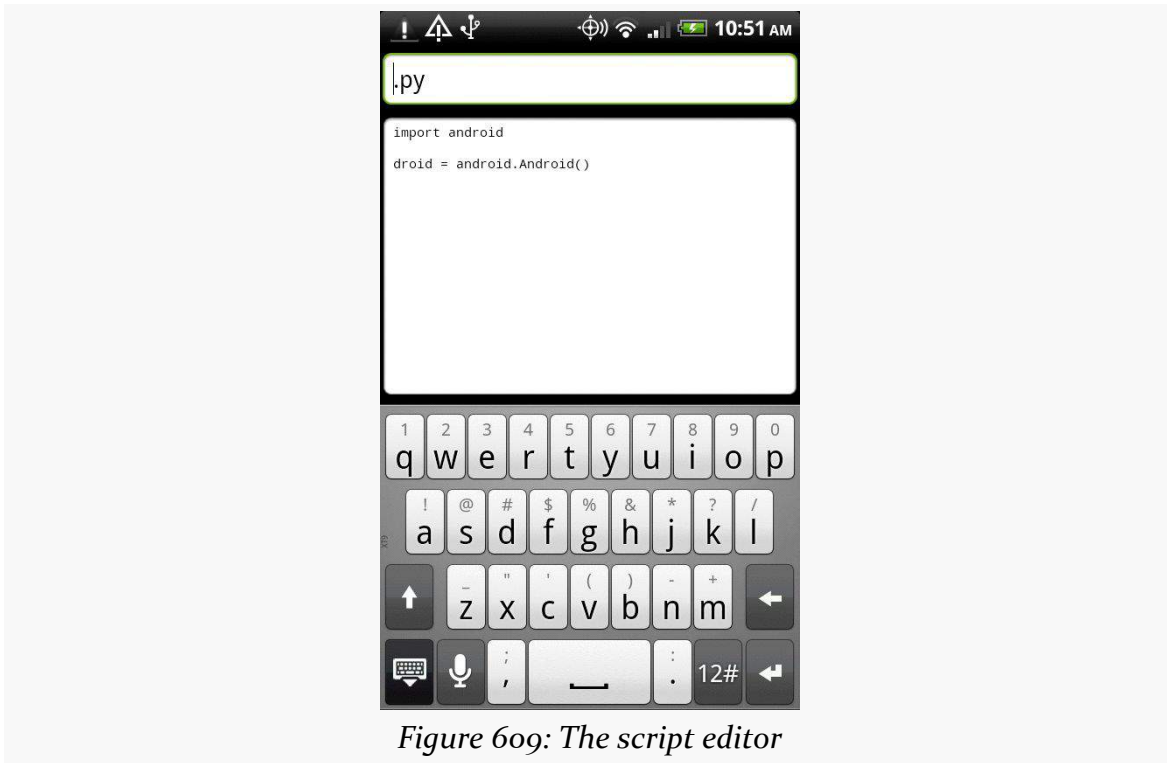 10:51 AM
.py
import android
droid = android.Android()
1 2 3 4 5 6 7 8 9 0
q w e r t y u i o p
! @ # $ % & * ? /
a s d f g h j k l
_ " ' ( ) - +
z x c v b n m
; :
, . 12#
Figure 609: The script editor